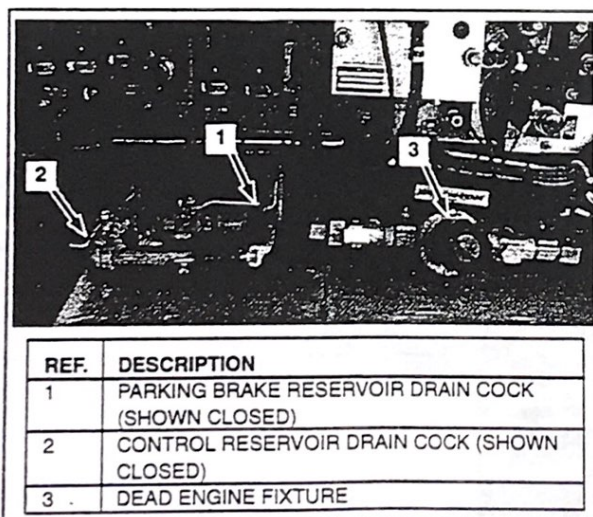 1
2
3
REF. DESCRIPTION
1 PARKING BRAKE RESERVOIR DRAIN COCK
(SHOWN CLOSED)
2 CONTROL RESERVOIR DRAIN COCK (SHOWN
CLOSED)
3 . DEAD ENGINE FIXTURE